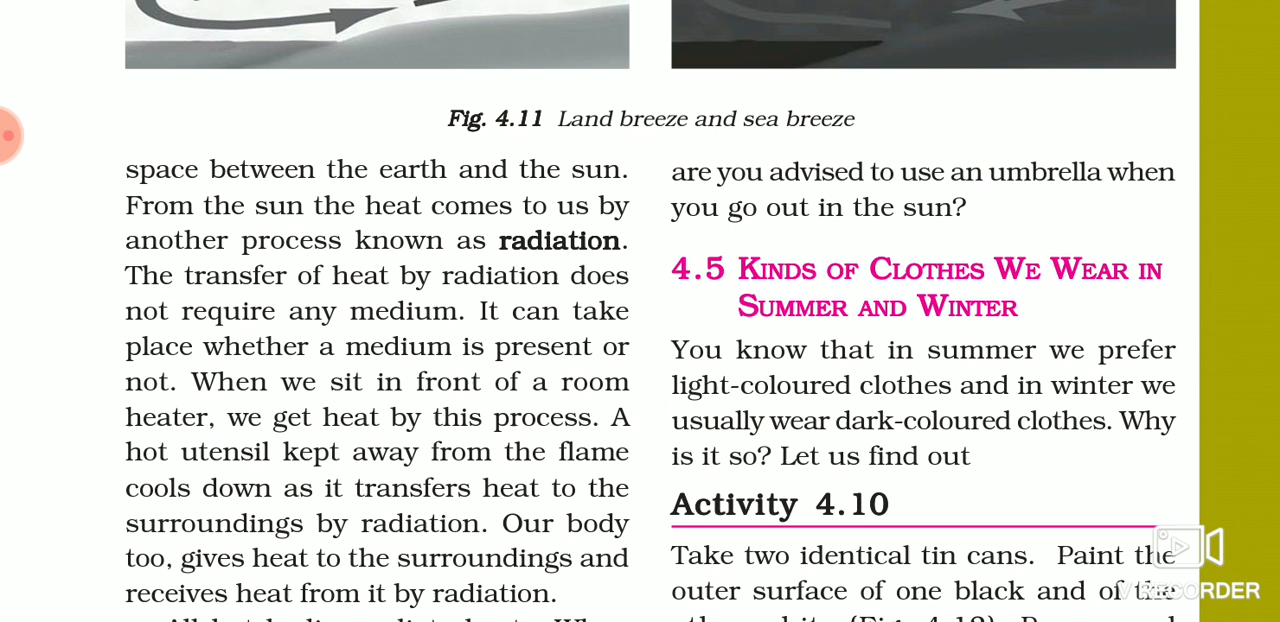 Fig. 4.11 Land breeze and sea breeze
space between the earth and the sun.
From the sun the heat comes to us by
another process known as radiation.
The transfer of heat by radiation does
not require any medium. It can take
place whether a medium is present or
not. When we sit in front of a room
heater, we get heat by this process. A
hot utensil kept away from the flame
cools down as it transfers heat to the
surroundings by radiation. Our body
too, gives heat to the surroundings and
receives heat from it by radiation.
are you advised to use an umbrella when
you go out in the sun?
4.5 KINDS OF CLOTHES WE WEAR IN
SUMMER AND WINTER
You know that in summer we prefer
light-coloured clothes and in winter we
usually wear dark-coloured clothes. Why
is it so? Let us find out
Activity 4.10
Take two identical tin cans. Paint the
outer surface of one black and of the
RECORDER